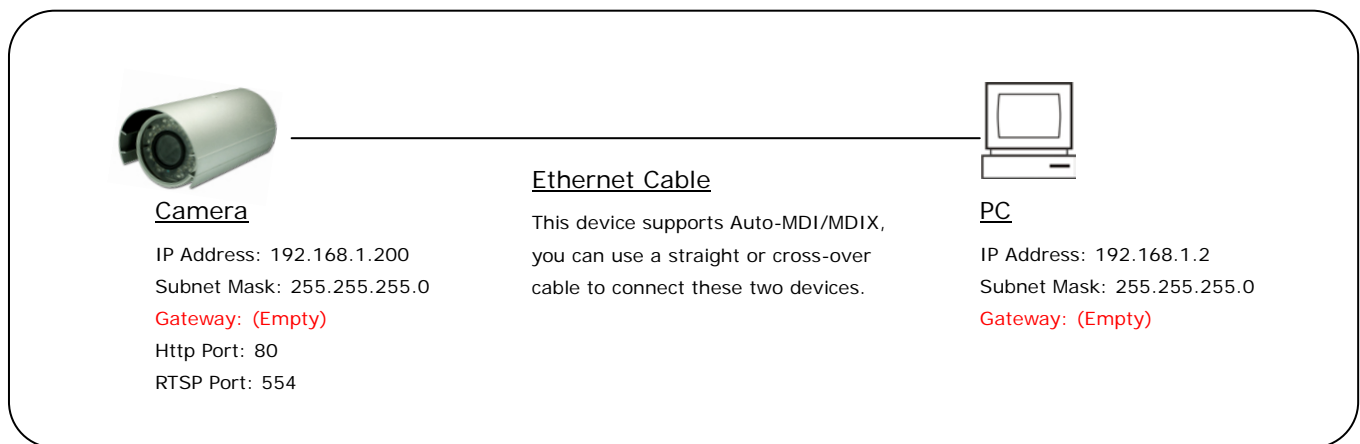 Camera
IP Address: 192.168.1.200
Subnet Mask: 255.255.255.0
Gateway: (Empty)
Http Port: 80
RTSP Port: 554
Ethernet Cable
This device supports Auto-MDI/MDIX,
you can use a straight or cross-over
cable to connect these two devices.
PC
IP Address: 192.168.1.2
Subnet Mask: 255.255.255.0
Gateway: (Empty)